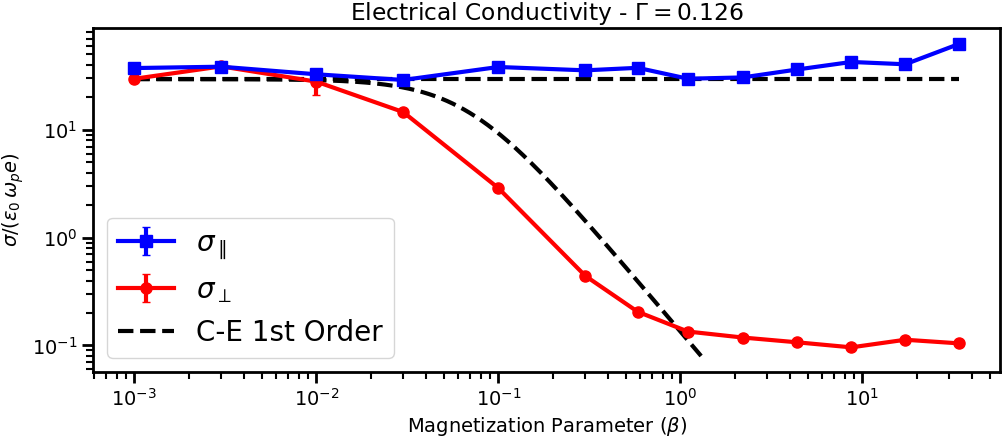 Electrical Conductivity - Γ = 0.126
σ/(ε₀ ω_p e)
10¹
10⁰
10⁻¹
σ∥
σ⊥
C-E 1st Order
10⁻³ 10⁻² 10⁻¹ 10⁰ 10¹
Magnetization Parameter (β)